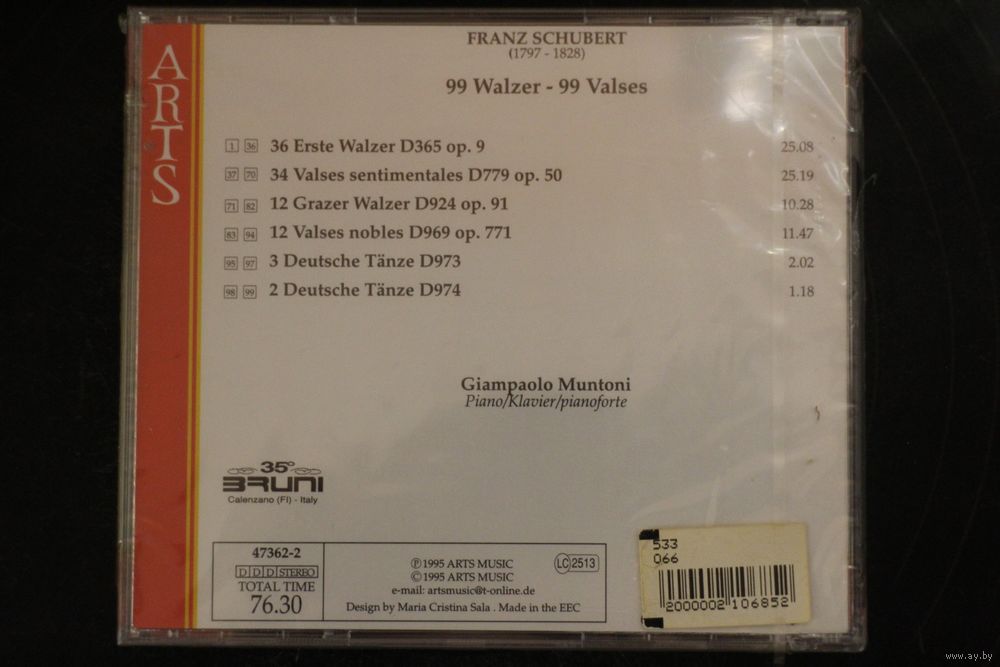 ARTS
FRANZ SCHUBERT
(1797 - 1828)
99 Walzer - 99 Valses
1 36 36 Erste Walzer D365 op. 9 25.08
37 70 34 Valses sentimentales D779 op. 50 25.19
71 82 12 Grazer Walzer D924 op. 91 10.28
83 94 12 Valses nobles D969 op. 771 11.47
95 97 3 Deutsche Tänze D973 2.02
98 99 2 Deutsche Tänze D974 1.18
Giampaolo Muntoni
Piano/Klavier/pianoforte
35°
BRUNI
Calenzano (FI) - Italy
47362-2
DDD STEREO
TOTAL TIME
76.30
℗1995 ARTS MUSIC
©1995 ARTS MUSIC
e-mail: artsmusic@t-online.de
Design by Maria Cristina Sala . Made in the EEC
LC 2513
533
066
2000002 106852
www.ay.by